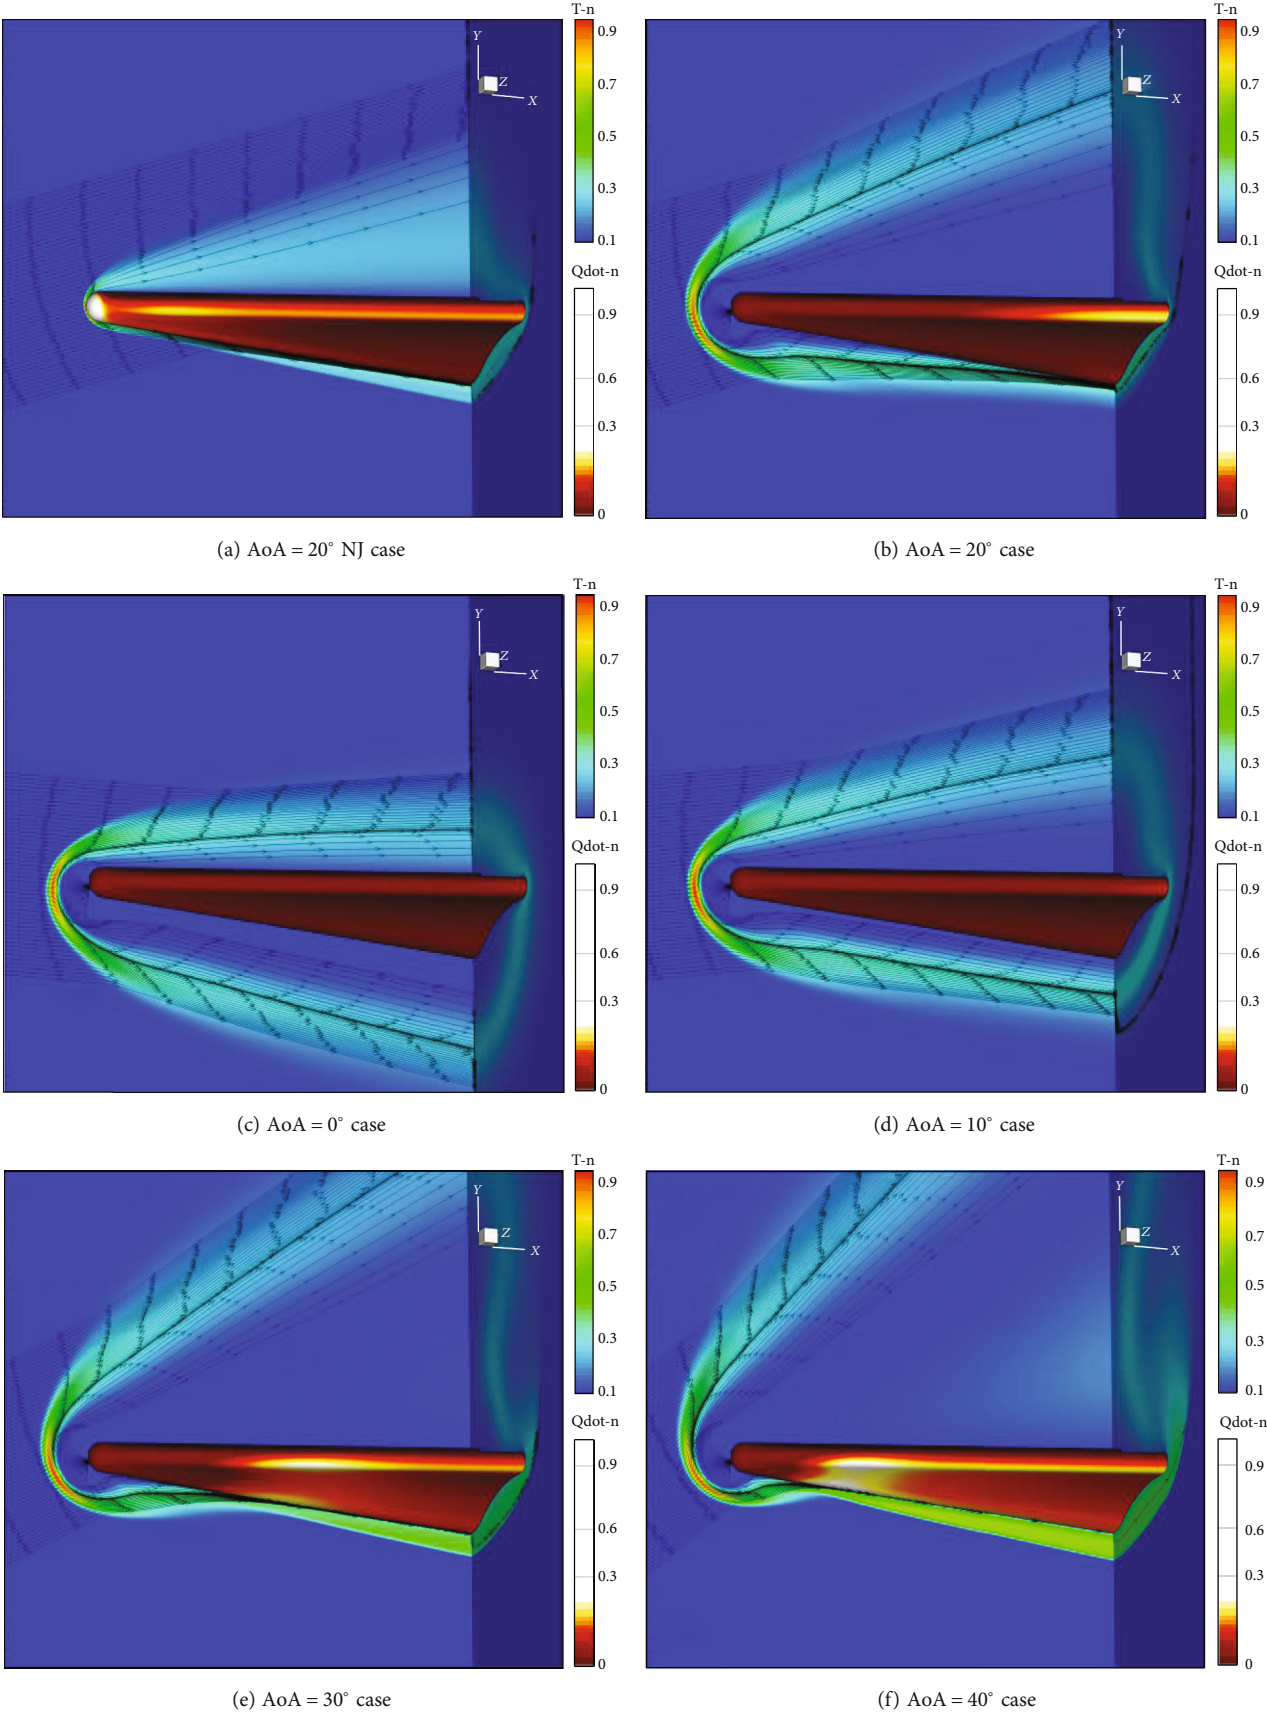 T-n
0.9
0.7
0.5
0.3
0.1
Qdot-n
0.9
0.6
0.3
0
Y
Z
X
(a) AoA = 20° NJ case
T-n
0.9
0.7
0.5
0.3
0.1
Qdot-n
0.9
0.6
0.3
0
Y
Z
X
(b) AoA = 20° case
T-n
0.9
0.7
0.5
0.3
0.1
Qdot-n
0.9
0.6
0.3
0
Y
Z
X
(c) AoA = 0° case
T-n
0.9
0.7
0.5
0.3
0.1
Qdot-n
0.9
0.6
0.3
0
Y
Z
X
(d) AoA = 10° case
T-n
0.9
0.7
0.5
0.3
0.1
Qdot-n
0.9
0.6
0.3
0
Y
Z
X
(e) AoA = 30° case
T-n
0.9
0.7
0.5
0.3
0.1
Qdot-n
0.9
0.6
0.3
0
Y
Z
X
(f) AoA = 40° case